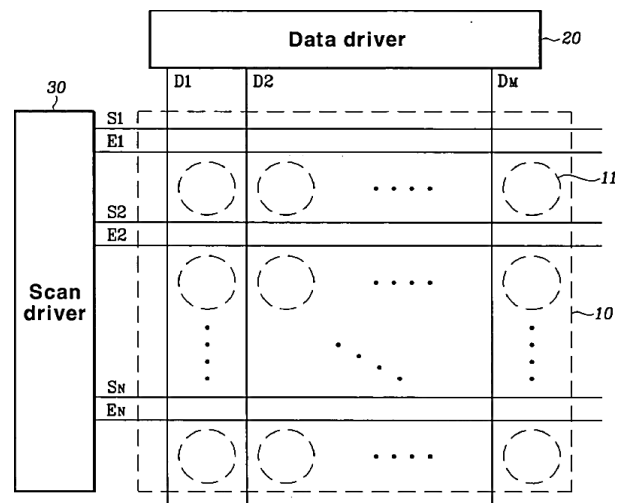 Data driver
20
D1 D2 DM
30
S1
E1
11
S2
E2
Scan
driver
10
SN
EN